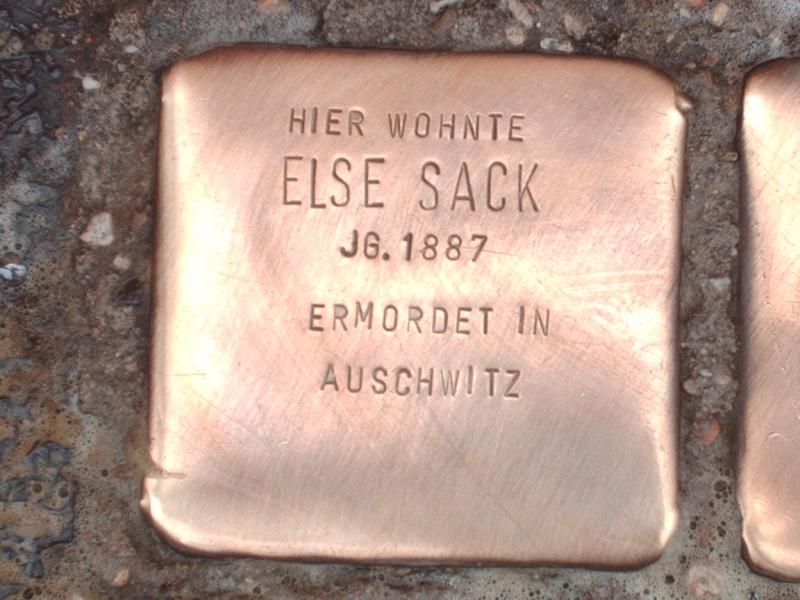 HIER WOHNTE
ELSE SACK
JG. 1887
ERMORDET IN
AUSCHWITZ